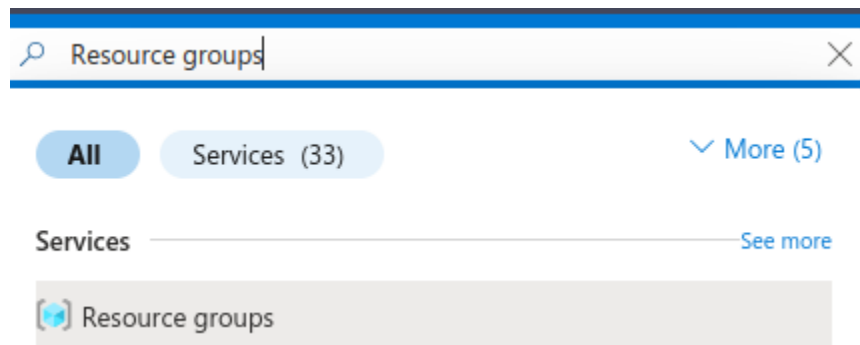 Resource groups
All Services (33) More (5)
Services See more
Resource groups